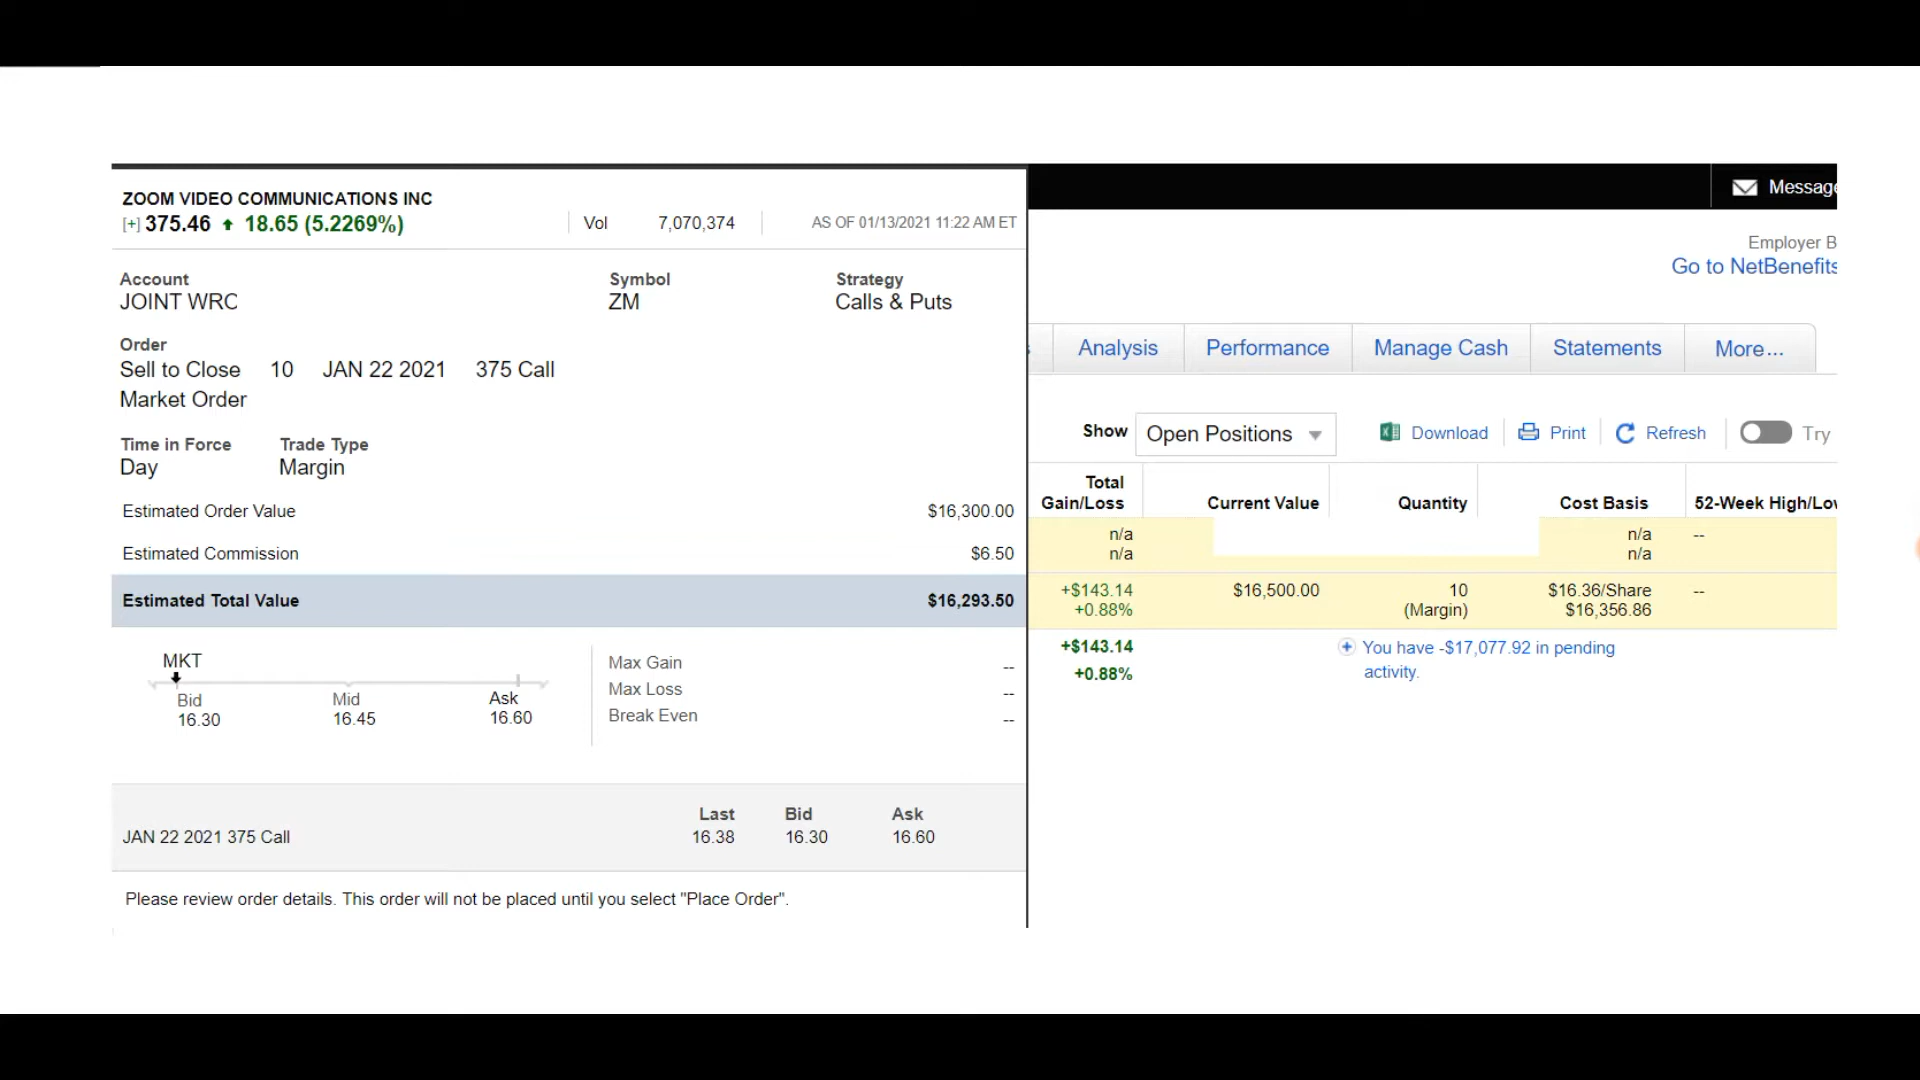 ZOOM VIDEO COMMUNICATIONS INC
[+] 375.46 18.65 (5.2269%) Vol 7,070,374 AS OF 01/13/2021 11:22 AM ET
Account Symbol Strategy
JOINT WRC ZM Calls & Puts
Order
Sell to Close 10 JAN 22 2021 375 Call
Market Order
Time in Force Trade Type
Day Margin
Estimated Order Value $16,300.00
Estimated Commission $6.50
Estimated Total Value $16,293.50
MKT
Bid Mid Ask
16.30 16.45 16.60
Max Gain --
Max Loss --
Break Even --
Last Bid Ask
JAN 22 2021 375 Call 16.38 16.30 16.60
Please review order details. This order will not be placed until you select "Place Order".
Message
Employer B
Go to NetBenefits
s Analysis Performance Manage Cash Statements More...
Show Open Positions Download Print Refresh Try
Total
Gain/Loss Current Value Quantity Cost Basis 52-Week High/Low
n/a n/a --
n/a n/a
+$143.14 $16,500.00 10 $16.36/Share --
+0.88% (Margin) $16,356.86
+$143.14 You have -$17,077.92 in pending
+0.88% activity.